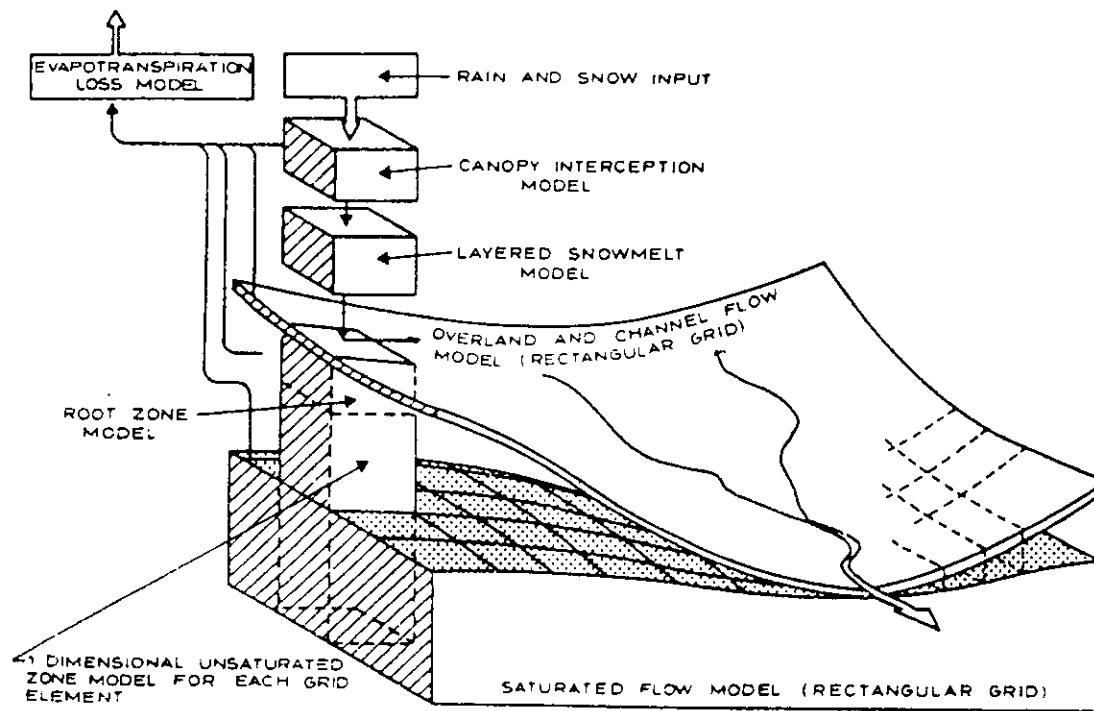 EVAPOTRANSPIRATION
LOSS MODEL
RAIN AND SNOW INPUT
CANOPY INTERCEPTION
MODEL
LAYERED SNOWMELT
MODEL
OVERLAND AND CHANNEL FLOW
MODEL (RECTANGULAR GRID)
ROOT ZONE
MODEL
1 DIMENSIONAL UNSATURATED
ZONE MODEL FOR EACH GRID
ELEMENT
SATURATED FLOW MODEL (RECTANGULAR GRID)